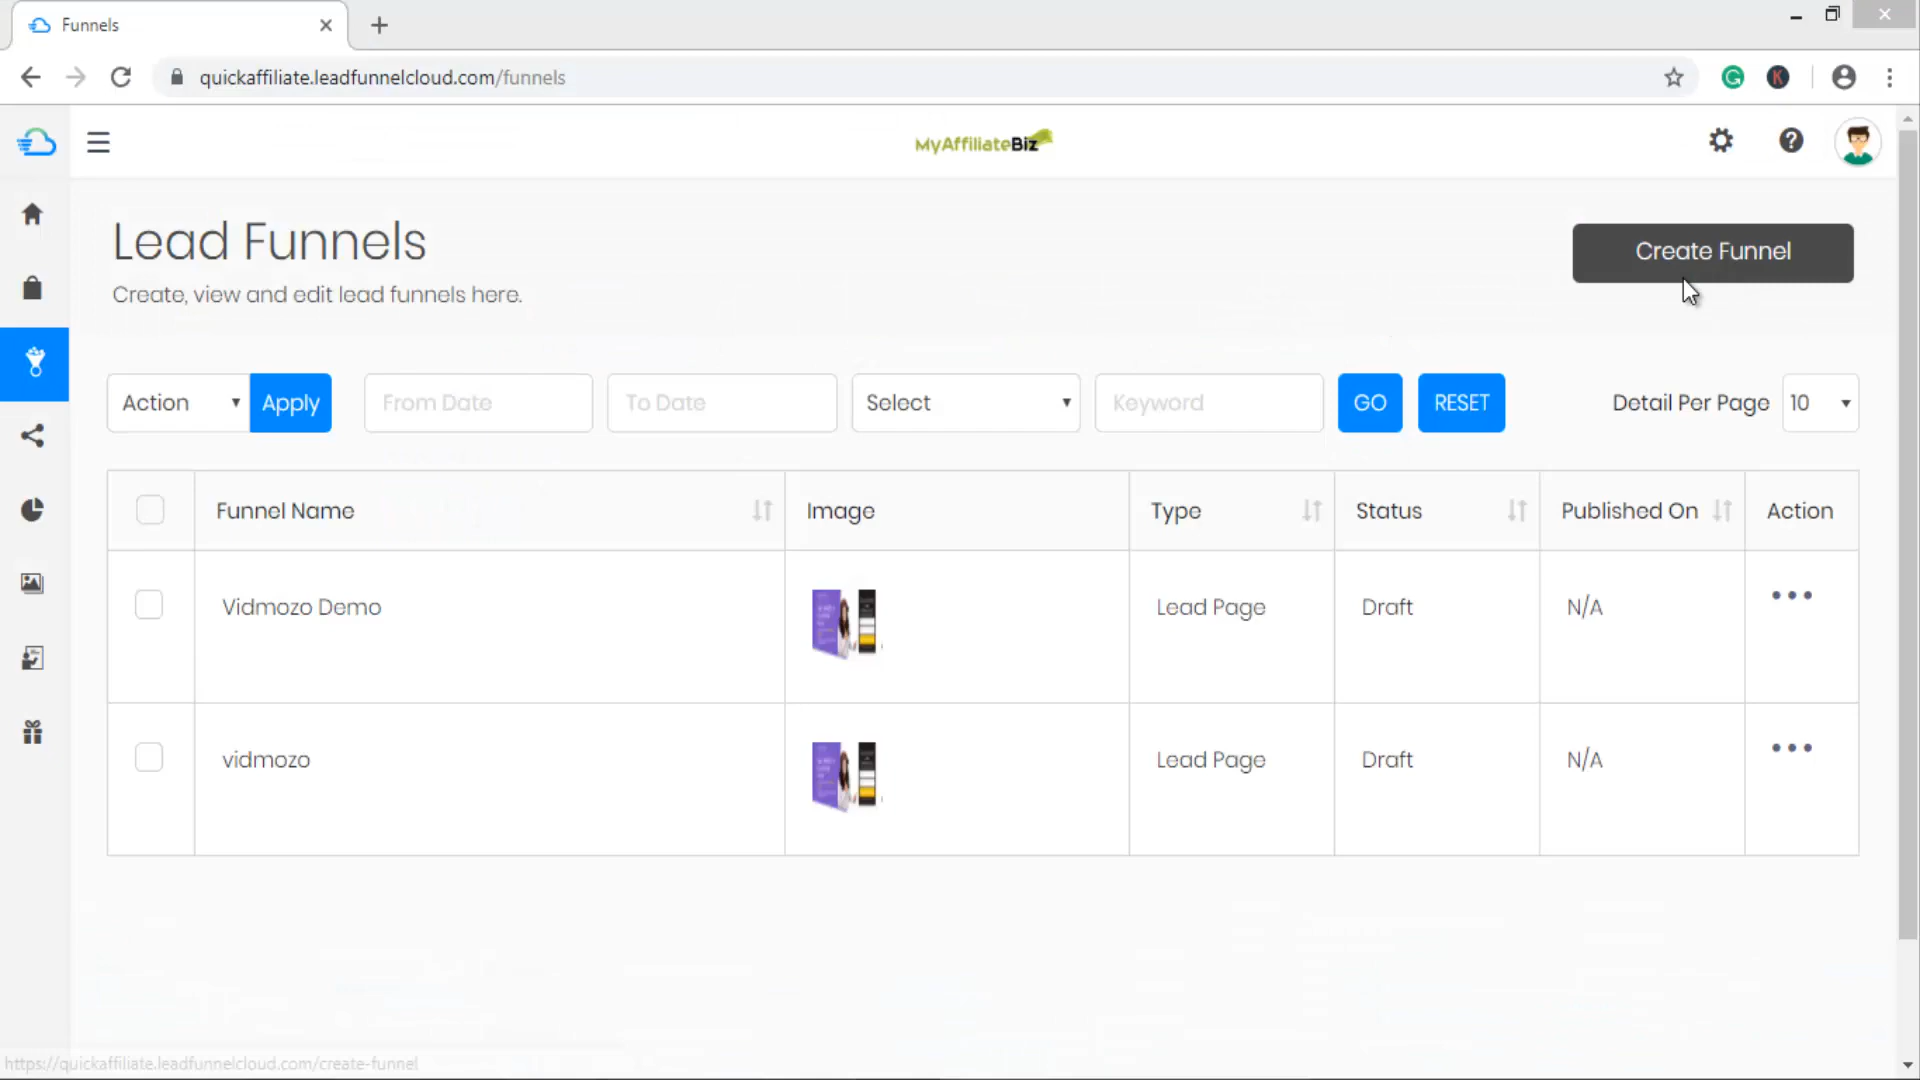 Funnels
quickaffiliate.leadfunnelcloud.com/funnels
MyAffiliateBiz
Lead Funnels
Create, view and edit lead funnels here.
Create Funnel
Action Apply From Date To Date Select Keyword GO RESET Detail Per Page 10
Funnel Name Image Type Status Published On Action
Vidmozo Demo Lead Page Draft N/A
vidmozo Lead Page Draft N/A
https://quickaffiliate.leadfunnelcloud.com/create-funnel